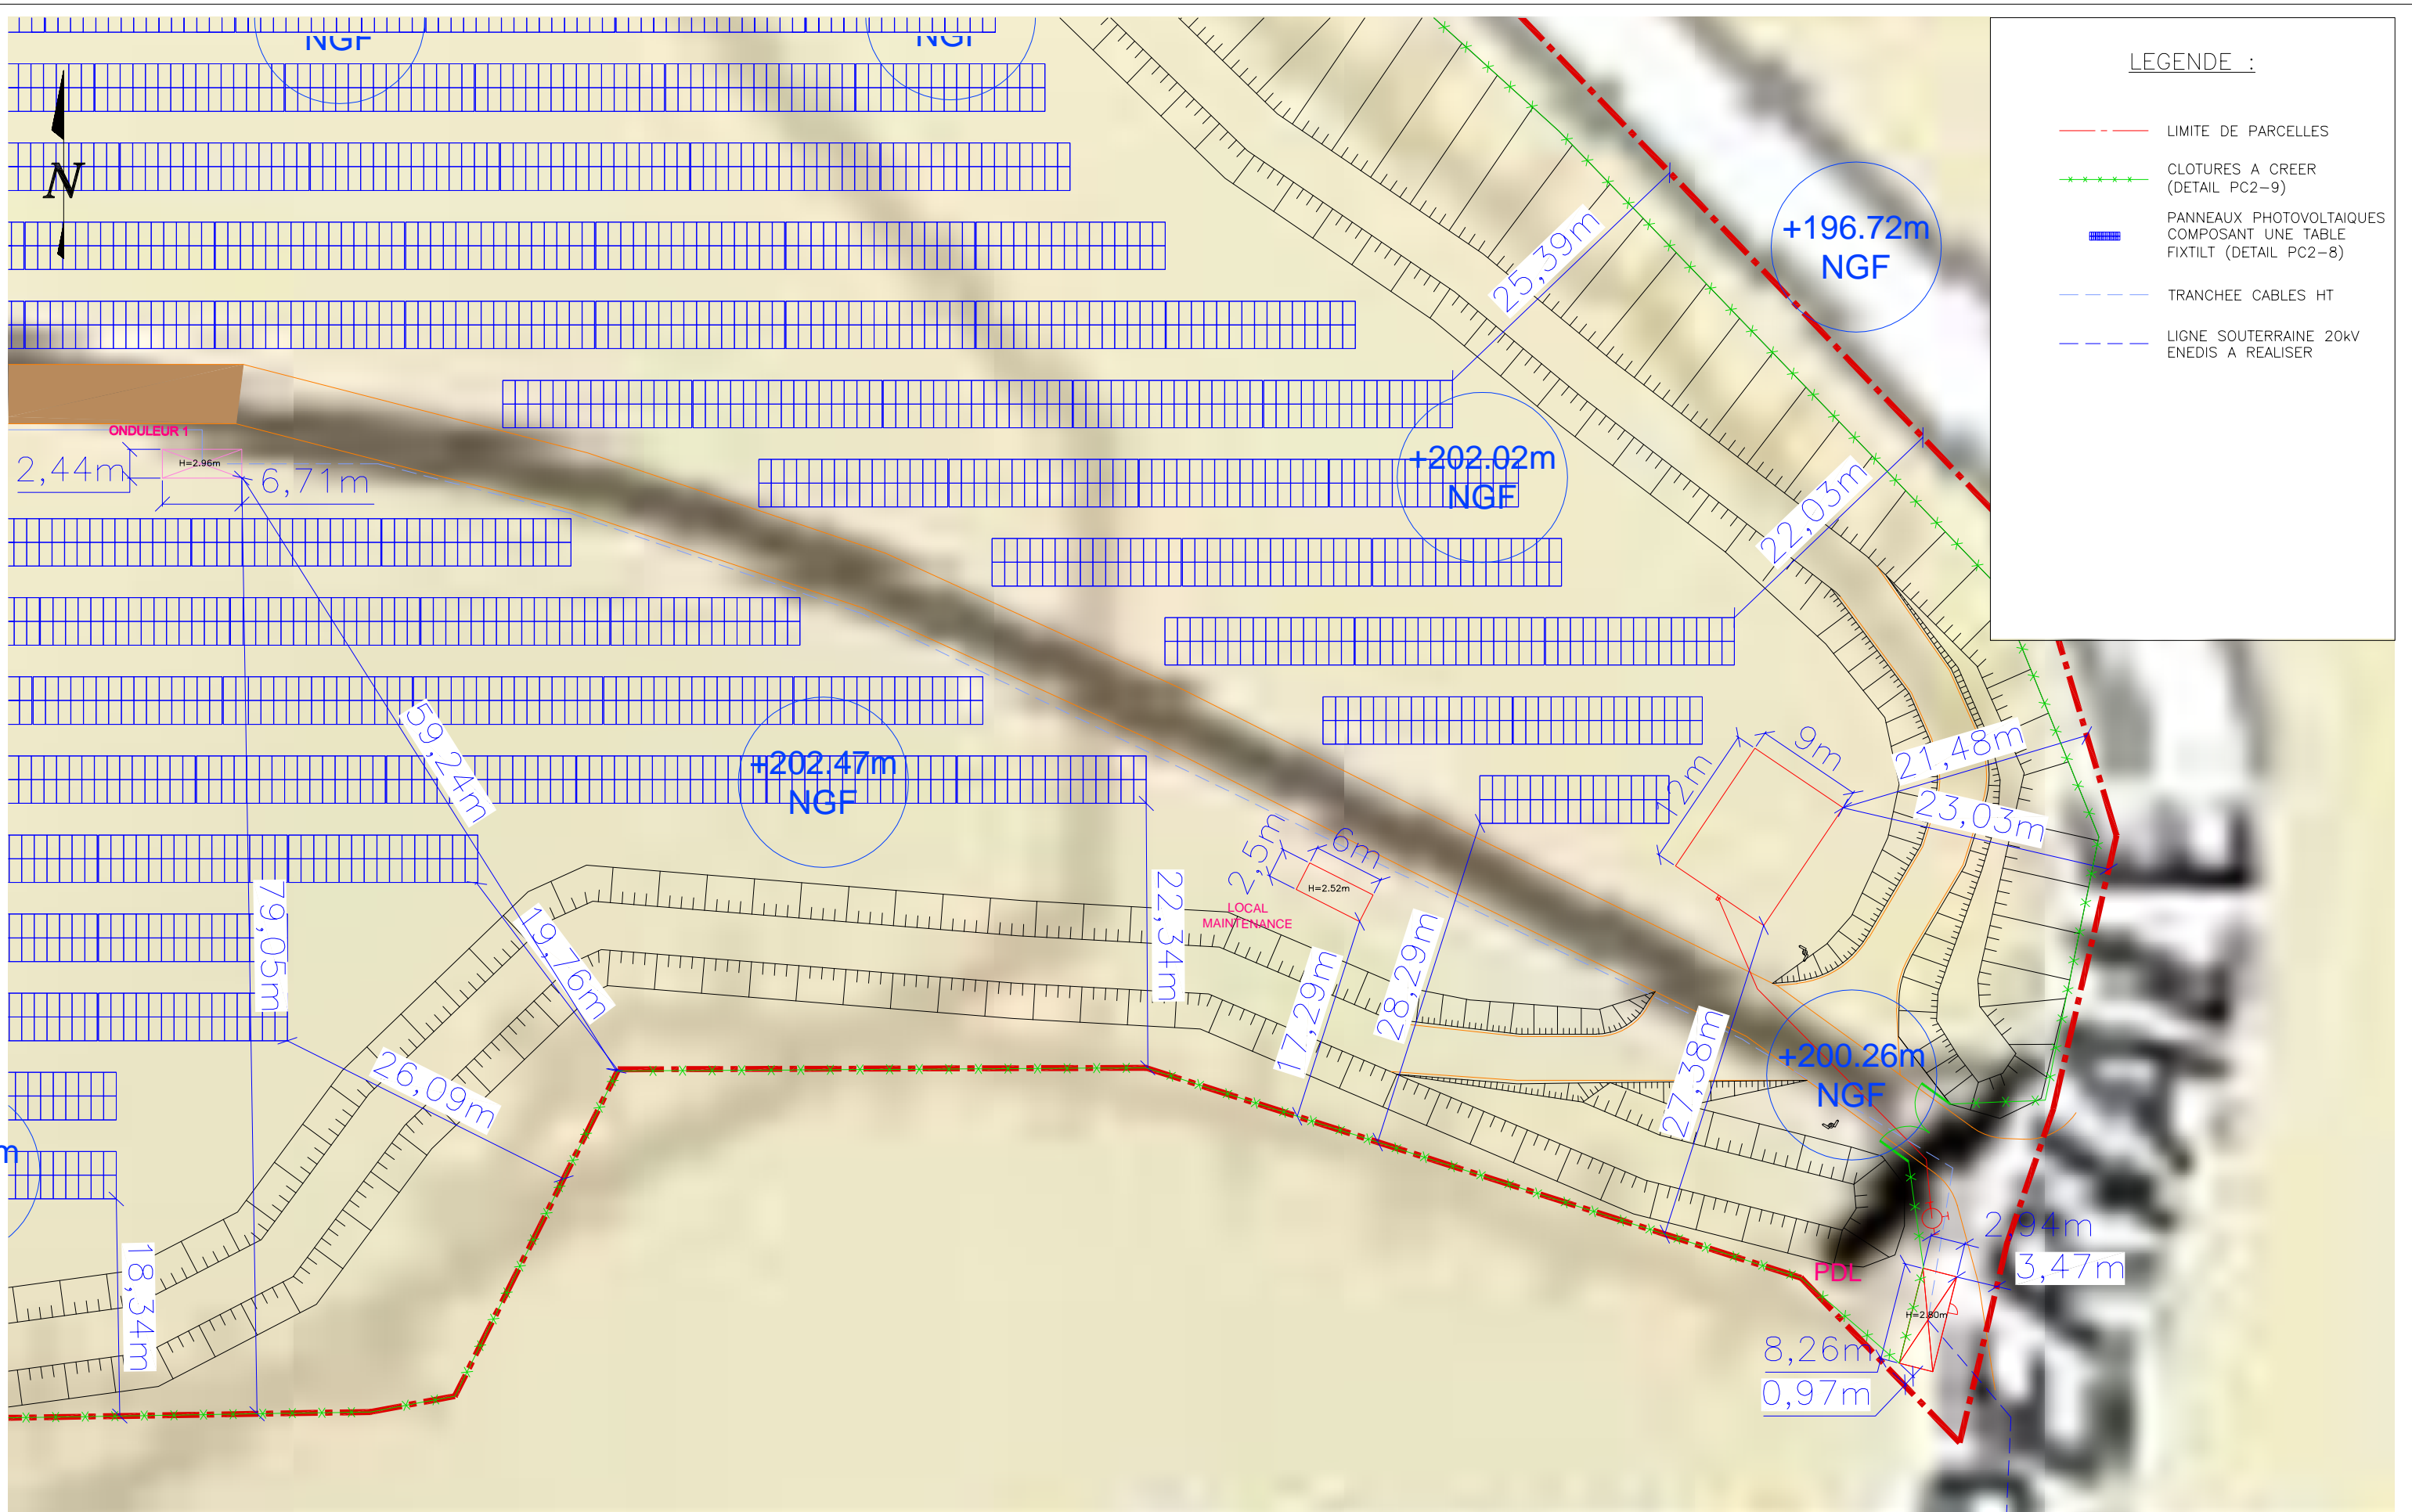 NGF
NGF
N
LEGENDE :
LIMITE DE PARCELLES
CLOTURES A CREER
(DETAIL PC2-9)
PANNEAUX PHOTOVOLTAIQUES
COMPOSANT UNE TABLE
FIXTILT (DETAIL PC2-8)
TRANCHEE CABLES HT
LIGNE SOUTERRAINE 20kV
ENEDIS A REALISER
+196.72m
NGF
25,39m
ONDULEUR 1
H=2.96m
2,44m
6,71m
+202.02m
NGF
22,03m
59,24m
+202.47m
NGF
9m
12m
21,48m
23,03m
2,5m
6m
H=2.52m
LOCAL
MAINTENANCE
79,05m
19,76m
22,34m
17,29m
28,29m
27,38m
26,09m
+200.26m
NGF
m
18,34m
2,94m
3,47m
PDL
H=2.80m
8,26m
0,97m